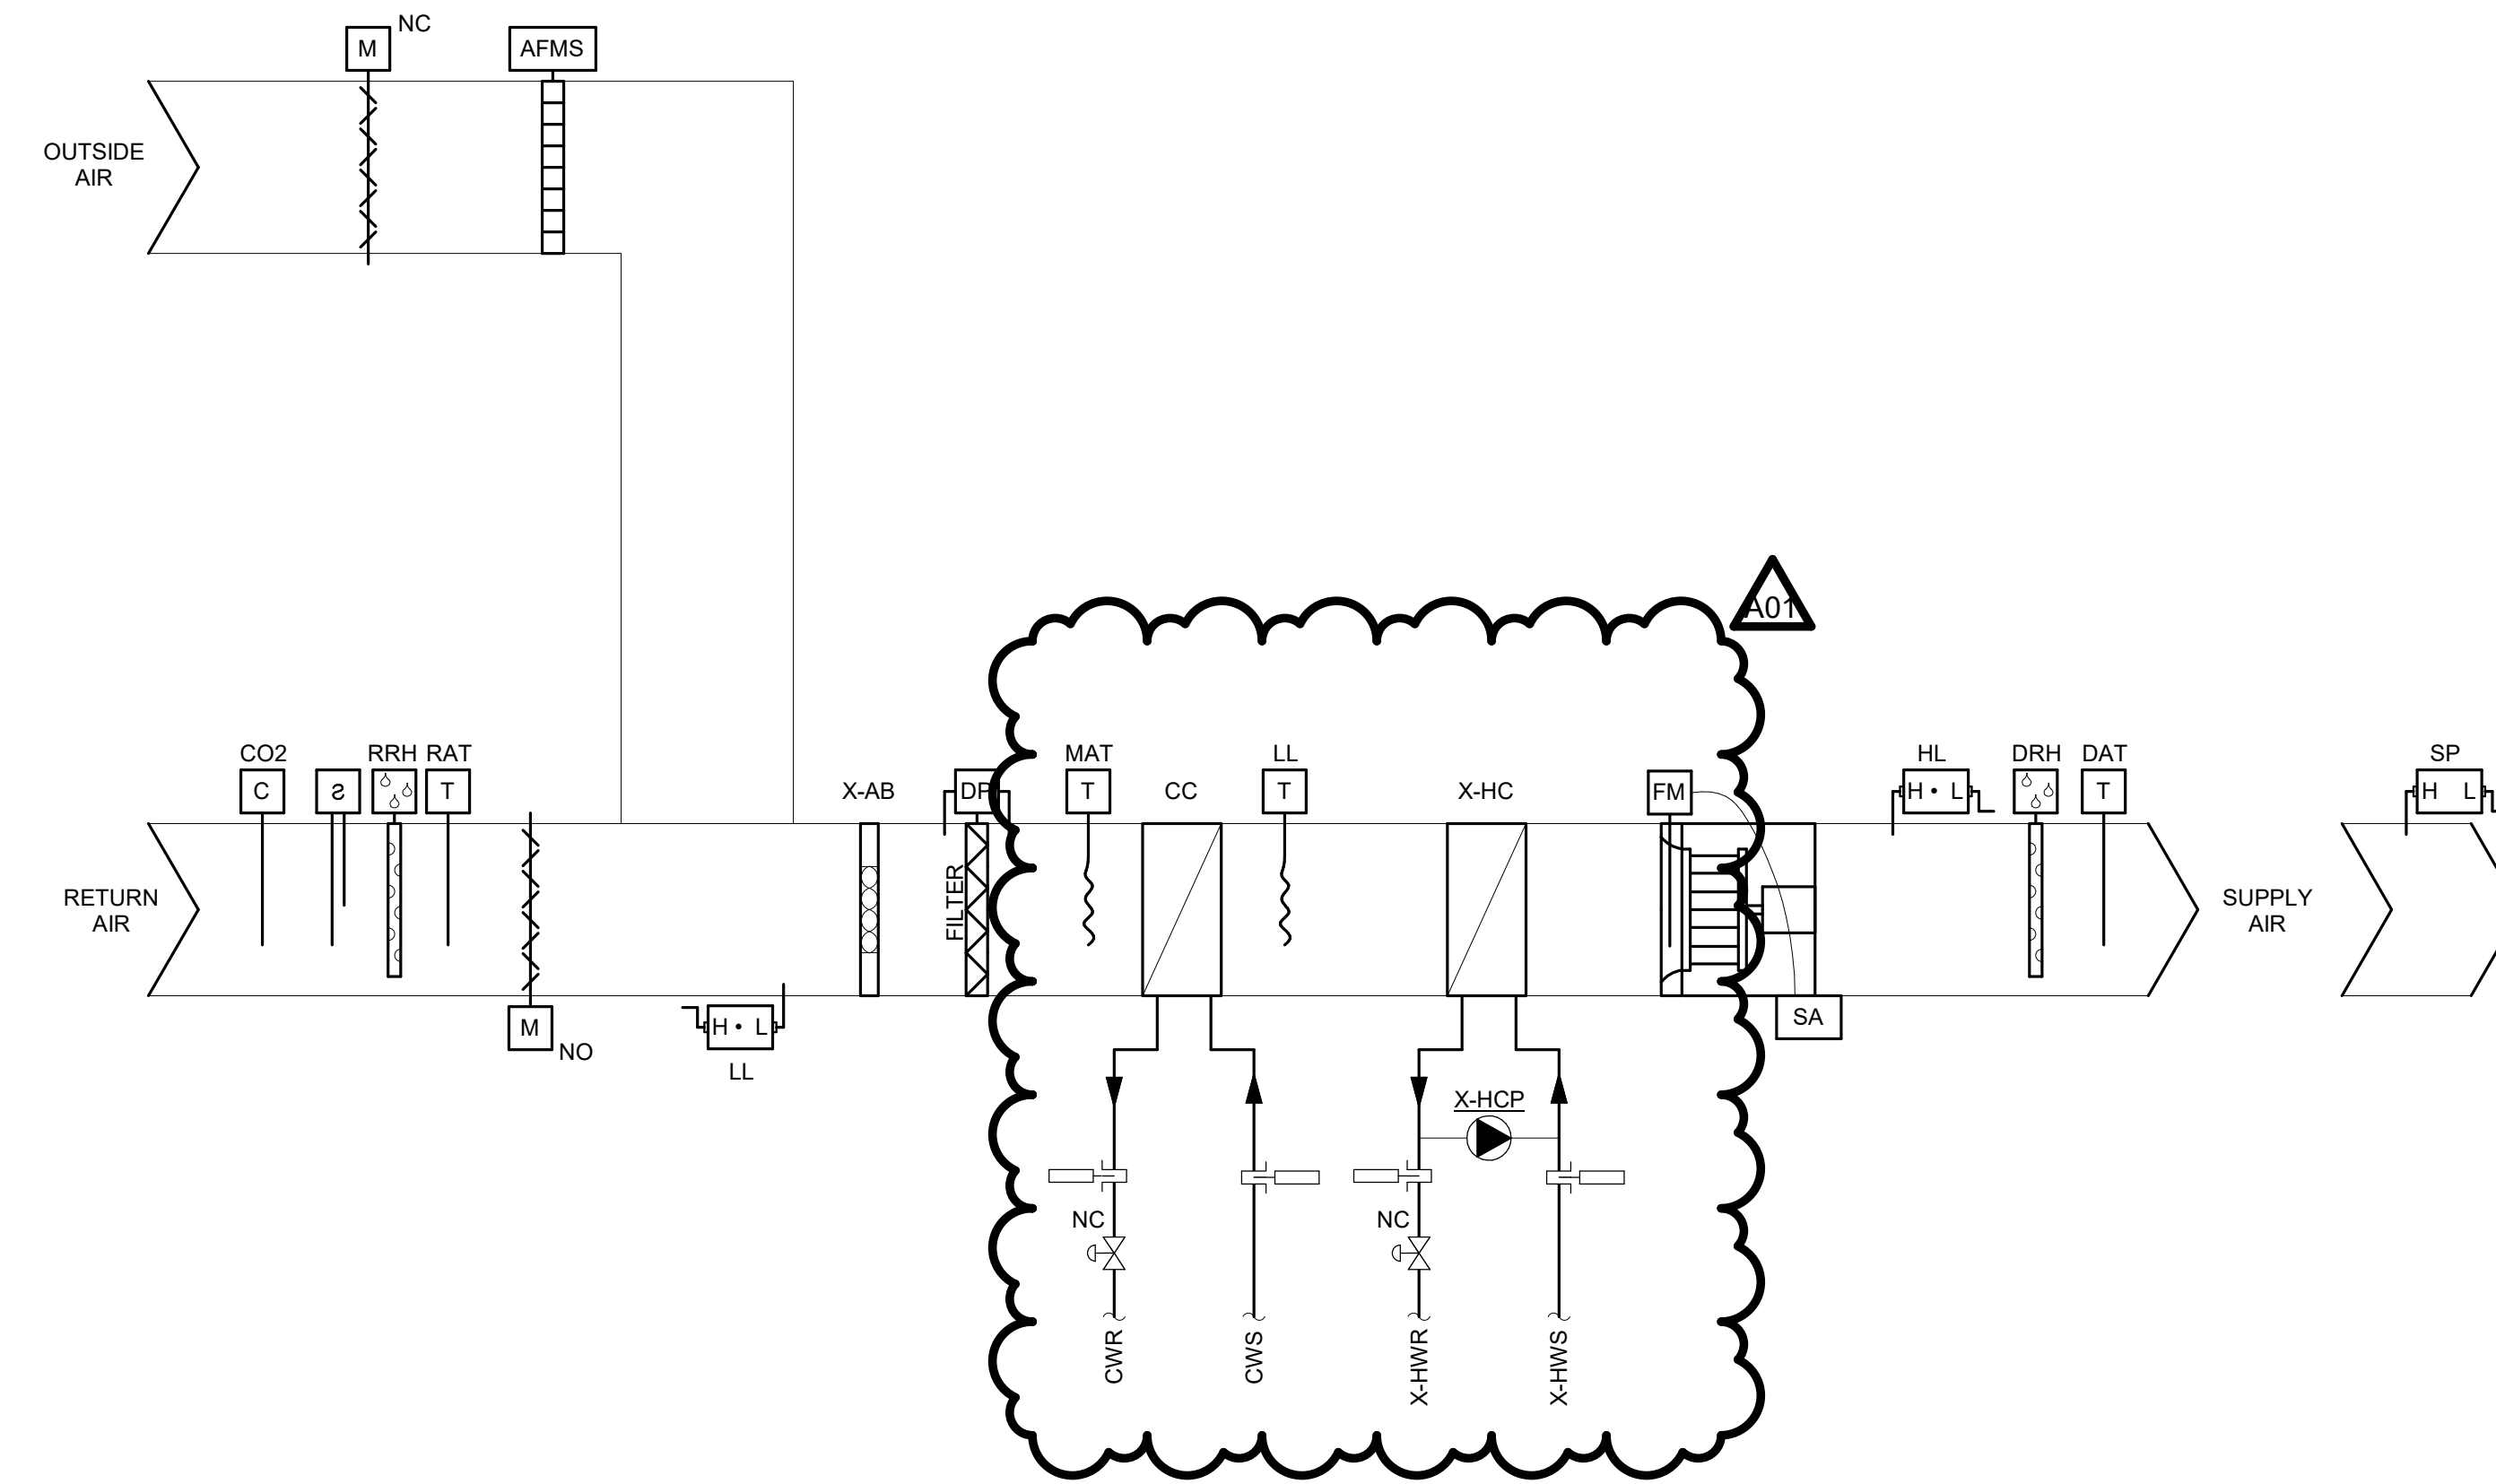 NC
M
AFMS
OUTSIDE
AIR
A01
CO2
RRH
RAT
MAT
LL
HL
DRH
DAT
SP
C
S
T
X-AB
DP
T
CC
T
X-HC
FM
H • L
T
H L
RETURN
AIR
FILTER
SUPPLY
AIR
M
NO
H • L
LL
SA
X-HCP
NC
NC
CWR
CWS
X-HWR
X-HWS